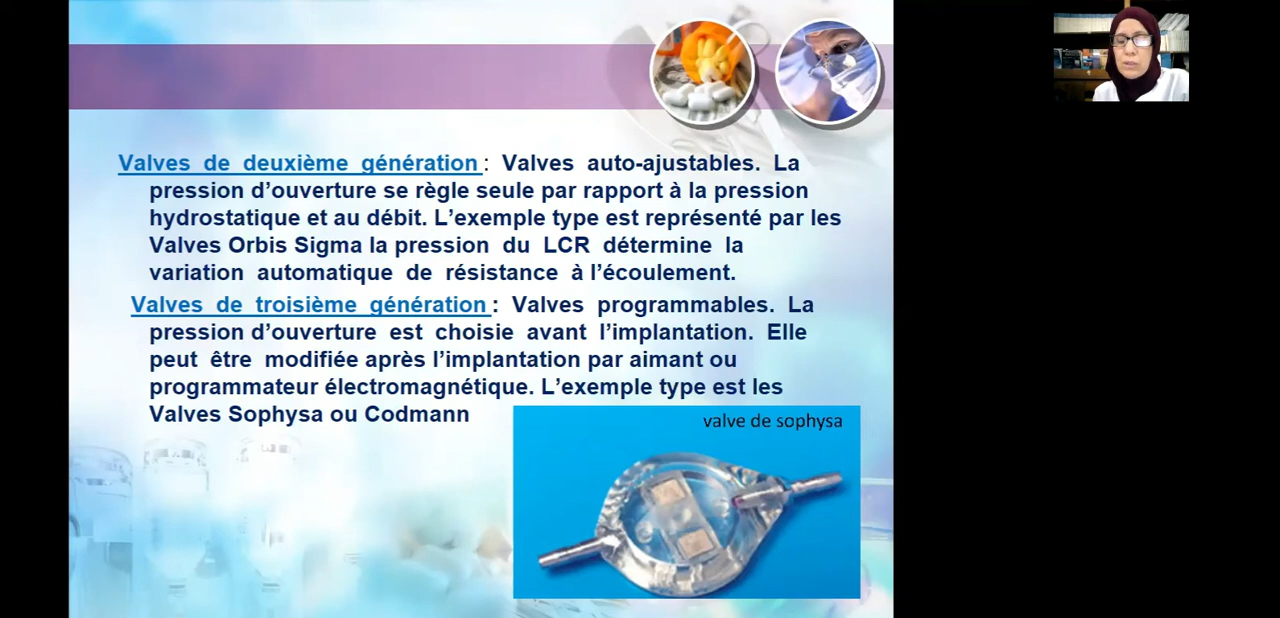 Valves de deuxième génération : Valves auto-ajustables. La
pression d’ouverture se règle seule par rapport à la pression
hydrostatique et au débit. L’exemple type est représenté par les
Valves Orbis Sigma la pression du LCR détermine la
variation automatique de résistance à l’écoulement.
Valves de troisième génération : Valves programmables. La
pression d’ouverture est choisie avant l’implantation. Elle
peut être modifiée après l’implantation par aimant ou
programmateur électromagnétique. L’exemple type est les
Valves Sophysa ou Codmann
valve de sophysa